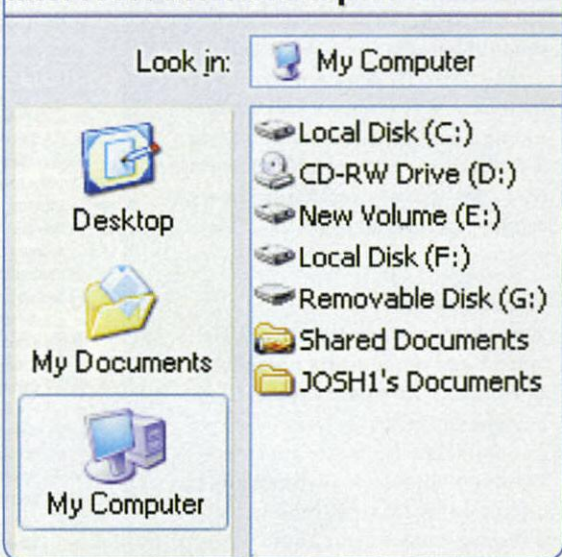 Look in: My Computer
Desktop
My Documents
My Computer
Local Disk (C:)
CD-RW Drive (D:)
New Volume (E:)
Local Disk (F:)
Removable Disk (G:)
Shared Documents
JOSH1's Documents